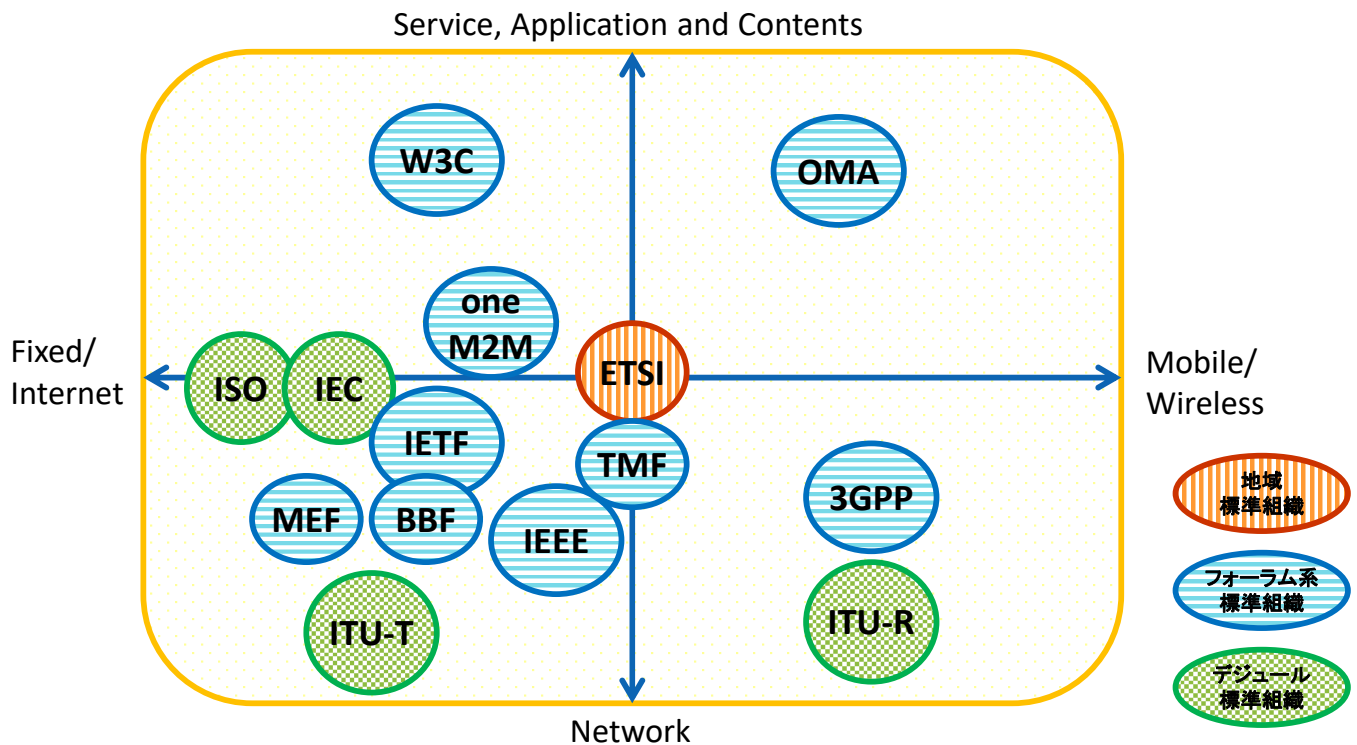 Service, Application and Contents
W3C
OMA
one
M2M
Fixed/
Internet
ISO
IEC
ETSI
Mobile/
Wireless
IETF
TMF
MEF
BBF
IEEE
3GPP
ITU-T
ITU-R
Network
地域
標準組織
フォーラム系
標準組織
デジュール
標準組織